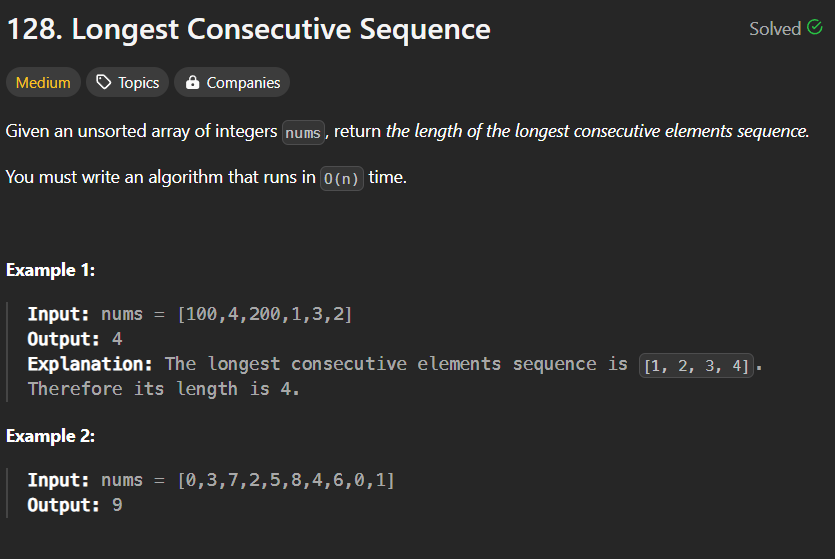 128. Longest Consecutive Sequence
Solved
Medium
Topics
Companies
Given an unsorted array of integers nums, return the length of the longest consecutive elements sequence.
You must write an algorithm that runs in O(n) time.
Example 1:
Input: nums = [100,4,200,1,3,2]
Output: 4
Explanation: The longest consecutive elements sequence is [1, 2, 3, 4].
Therefore its length is 4.
Example 2:
Input: nums = [0,3,7,2,5,8,4,6,0,1]
Output: 9